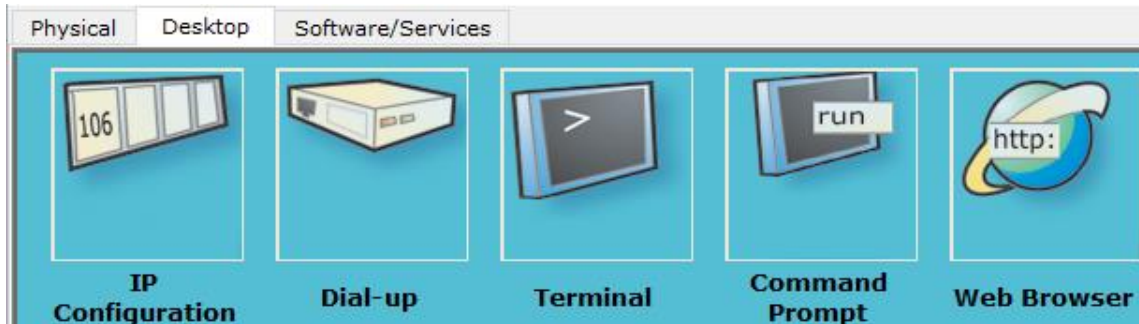 Physical Desktop Software/Services
106
>
run
http:
IP
Configuration
Dial-up
Terminal
Command
Prompt
Web Browser